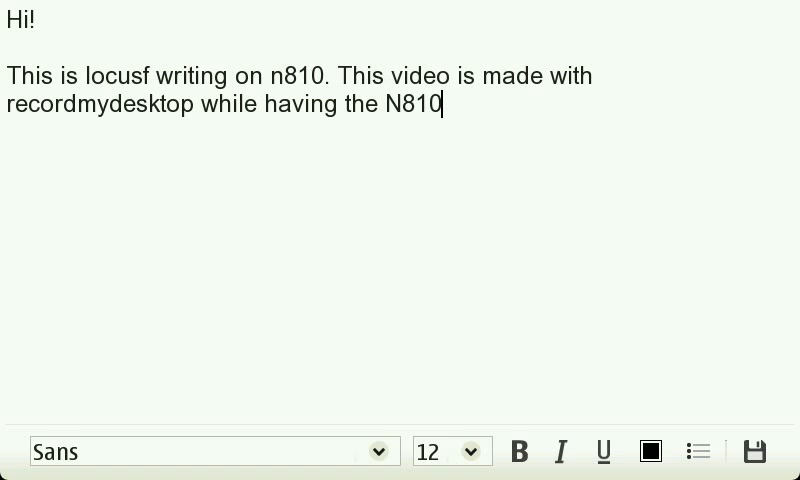 Hi!
This is locusf writing on n810. This video is made with
recordmydesktop while having the N810
Sans
12
B I U